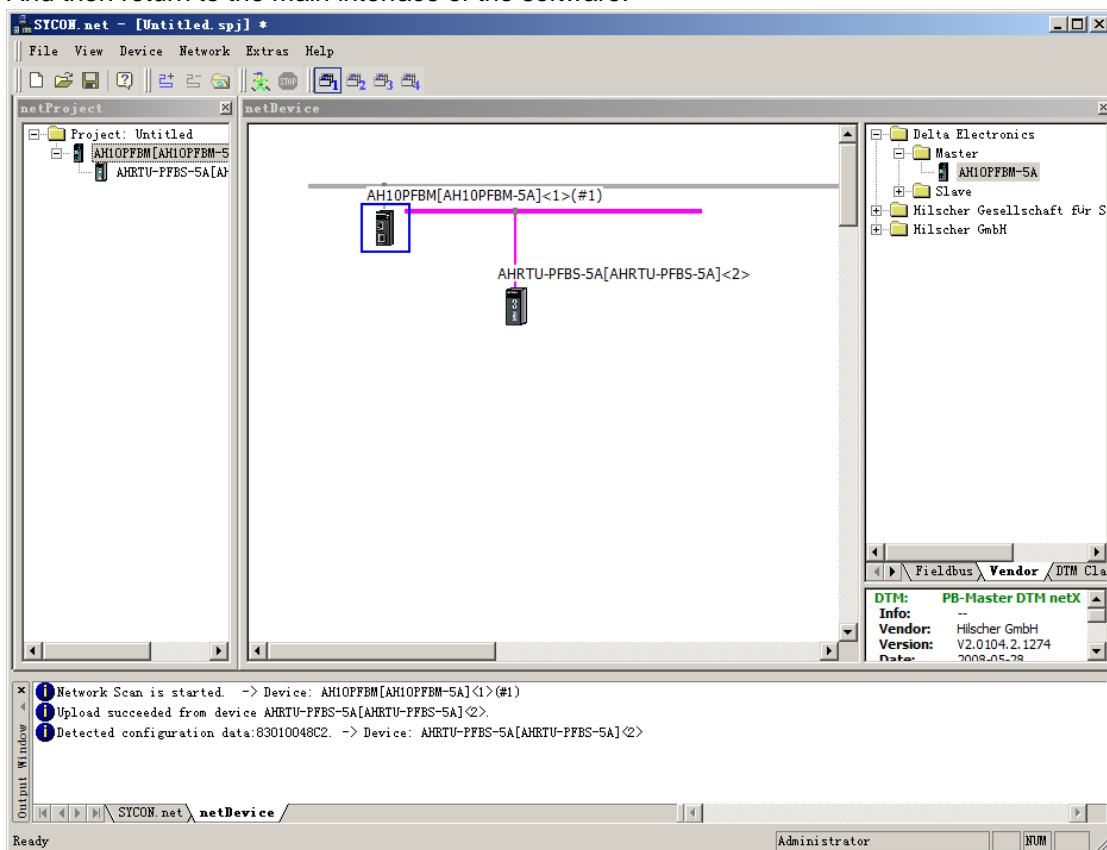 And then return to the main interface of the software.
SYCON.net - [Untitled.spj] *
File View Device Network Extras Help
netProject
netDevice
Project: Untitled
AH10PFBM[AH10PFBM-5
AHRTU-PFBS-5A[AH
AH10PFBM[AH10PFBM-5A]<1>(#1)
AHRTU-PFBS-5A[AHRTU-PFBS-5A]<2>
Delta Electronics
Master
AH10PFBM-5A
Slave
Hilscher Gesellschaft für S
Hilscher GmbH
Fieldbus Vendor DTM Cla
DTM: PB-Master DTM netX
Info: --
Vendor: Hilscher GmbH
Version: V2.0104.2.1274
Date: 2008-05-28
Network Scan is started. -> Device: AH10PFBM[AH10PFBM-5A]<1>(#1)
Upload succeeded from device AHRTU-PFBS-5A[AHRTU-PFBS-5A]<2>.
Detected configuration data:83010048C2. -> Device: AHRTU-PFBS-5A[AHRTU-PFBS-5A]<2>
Output Window
SYCON.net netDevice
Ready Administrator NUM